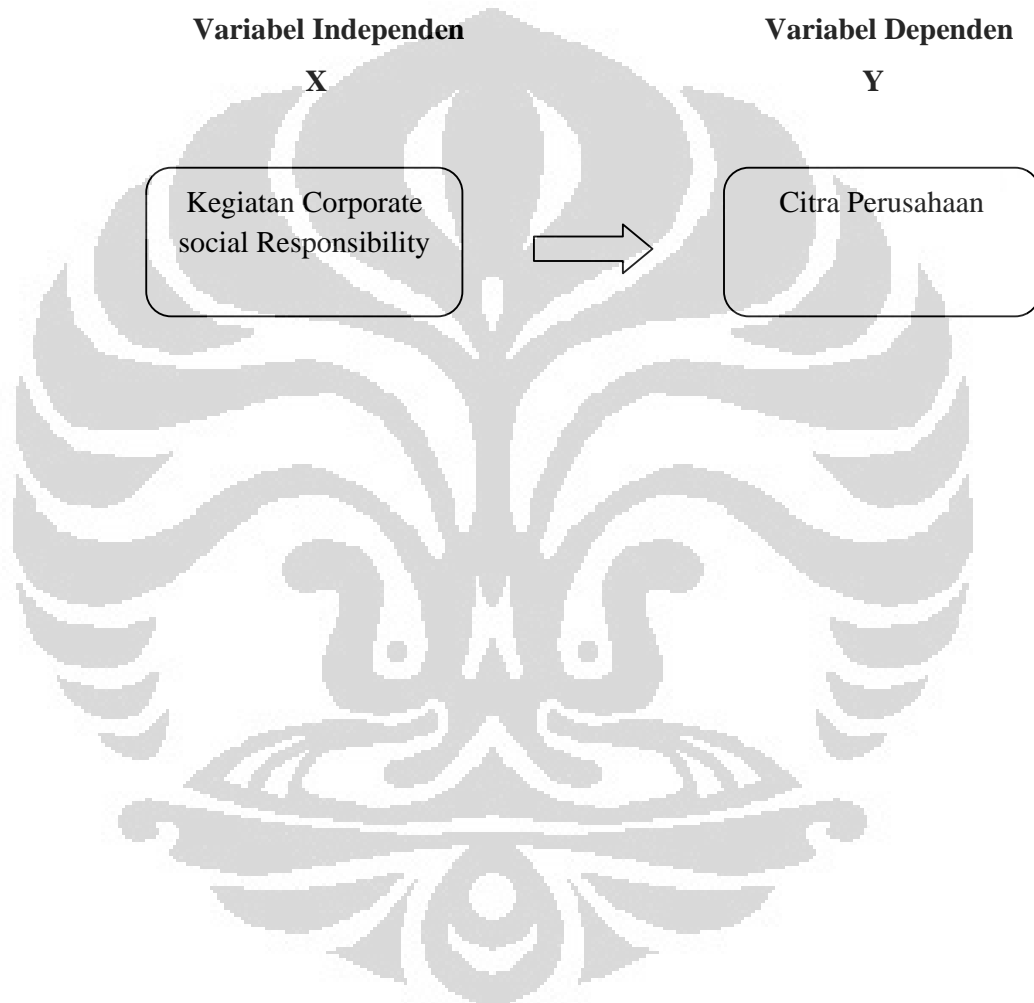 Variabel Independen
Variabel Dependen
X
Y
Kegiatan Corporate
social Responsibility
Citra Perusahaan